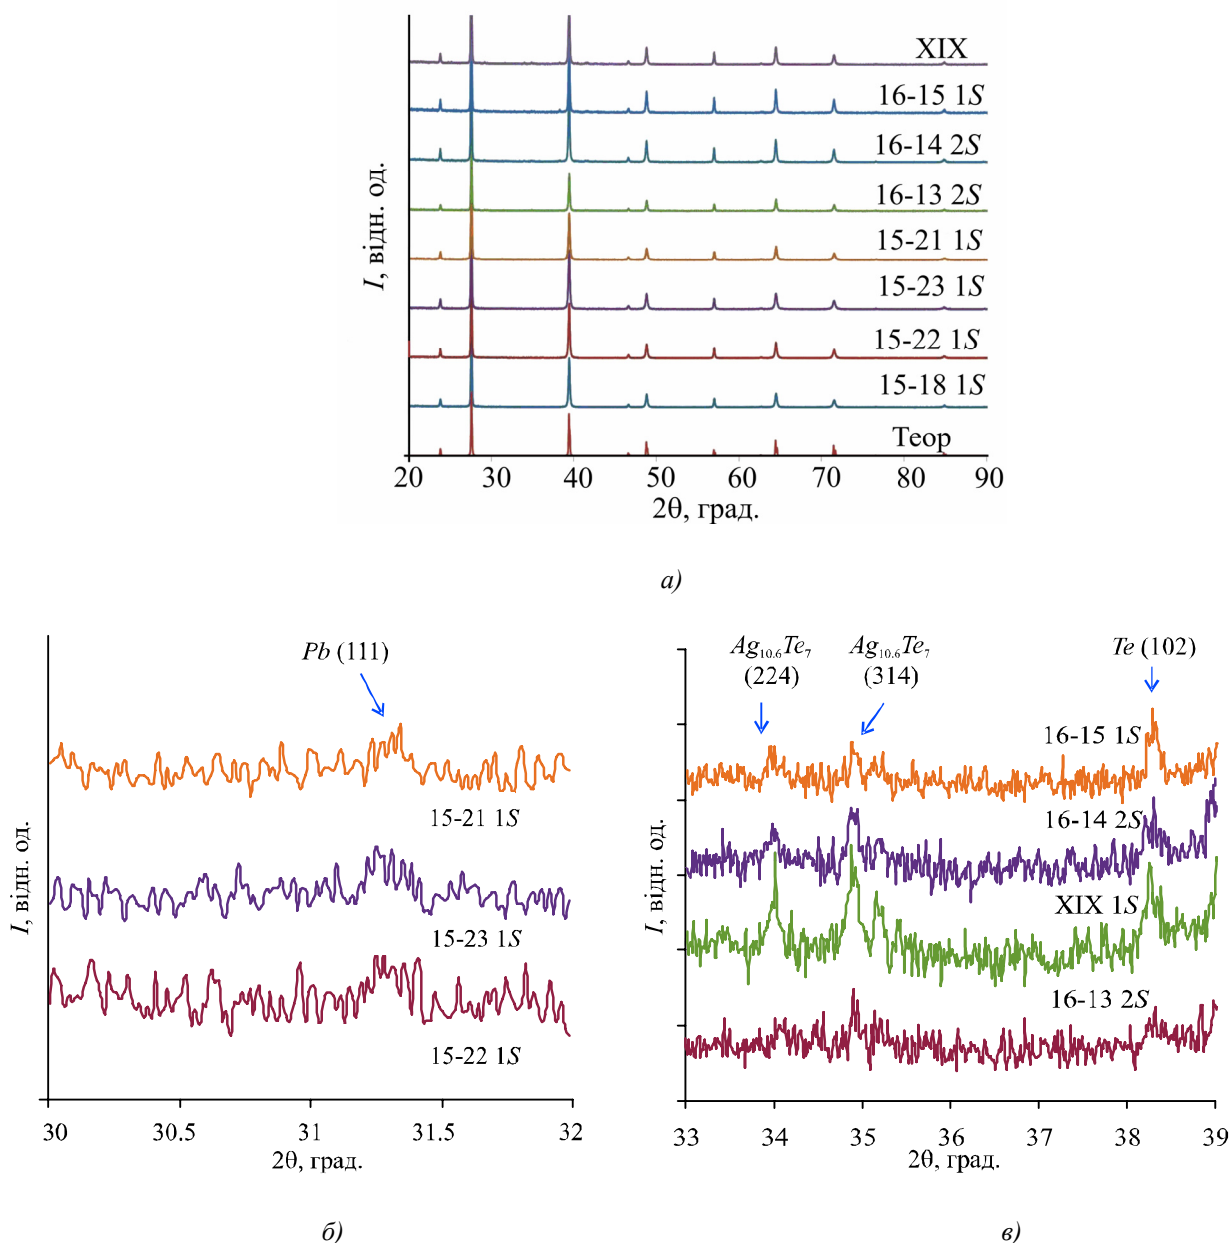 XIX
16-15 1S
16-14 2S
16-13 2S
15-21 1S
15-23 1S
15-22 1S
15-18 1S
Теор
I, відн. од.
20 30 40 50 60 70 80 90
2θ, град.
а)
Pb (111)
15-21 1S
15-23 1S
15-22 1S
I, відн. од.
30 30.5 31 31.5 32
2θ, град.
б)
Ag10.6Te7 Ag10.6Te7 Te (102)
(224) (314)
16-15 1S
16-14 2S
XIX 1S
16-13 2S
I, відн. од.
33 34 35 36 37 38 39
2θ, град.
в)